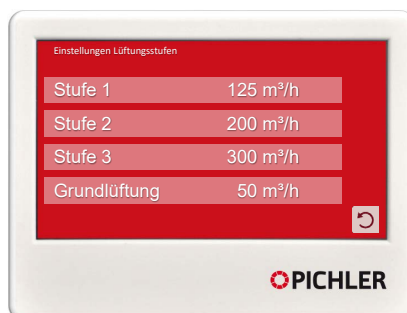 Einstellungen Lüftungsstufen
Stufe 1 125 m³/h
Stufe 2 200 m³/h
Stufe 3 300 m³/h
Grundlüftung 50 m³/h
PICHLER